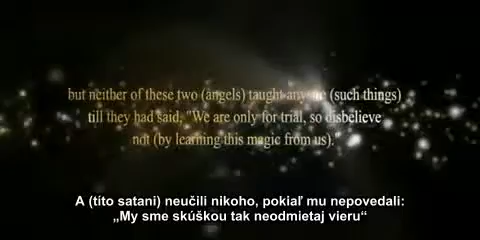 but neither of these two (angels) taught anyone (such things)
till they had said, "We are only for trial, so disbelieve
not (by learning this magic from us)."
A (títo satani) neučili nikoho, pokiaľ mu nepovedali:
„My sme skúškou tak neodmietaj vieru“